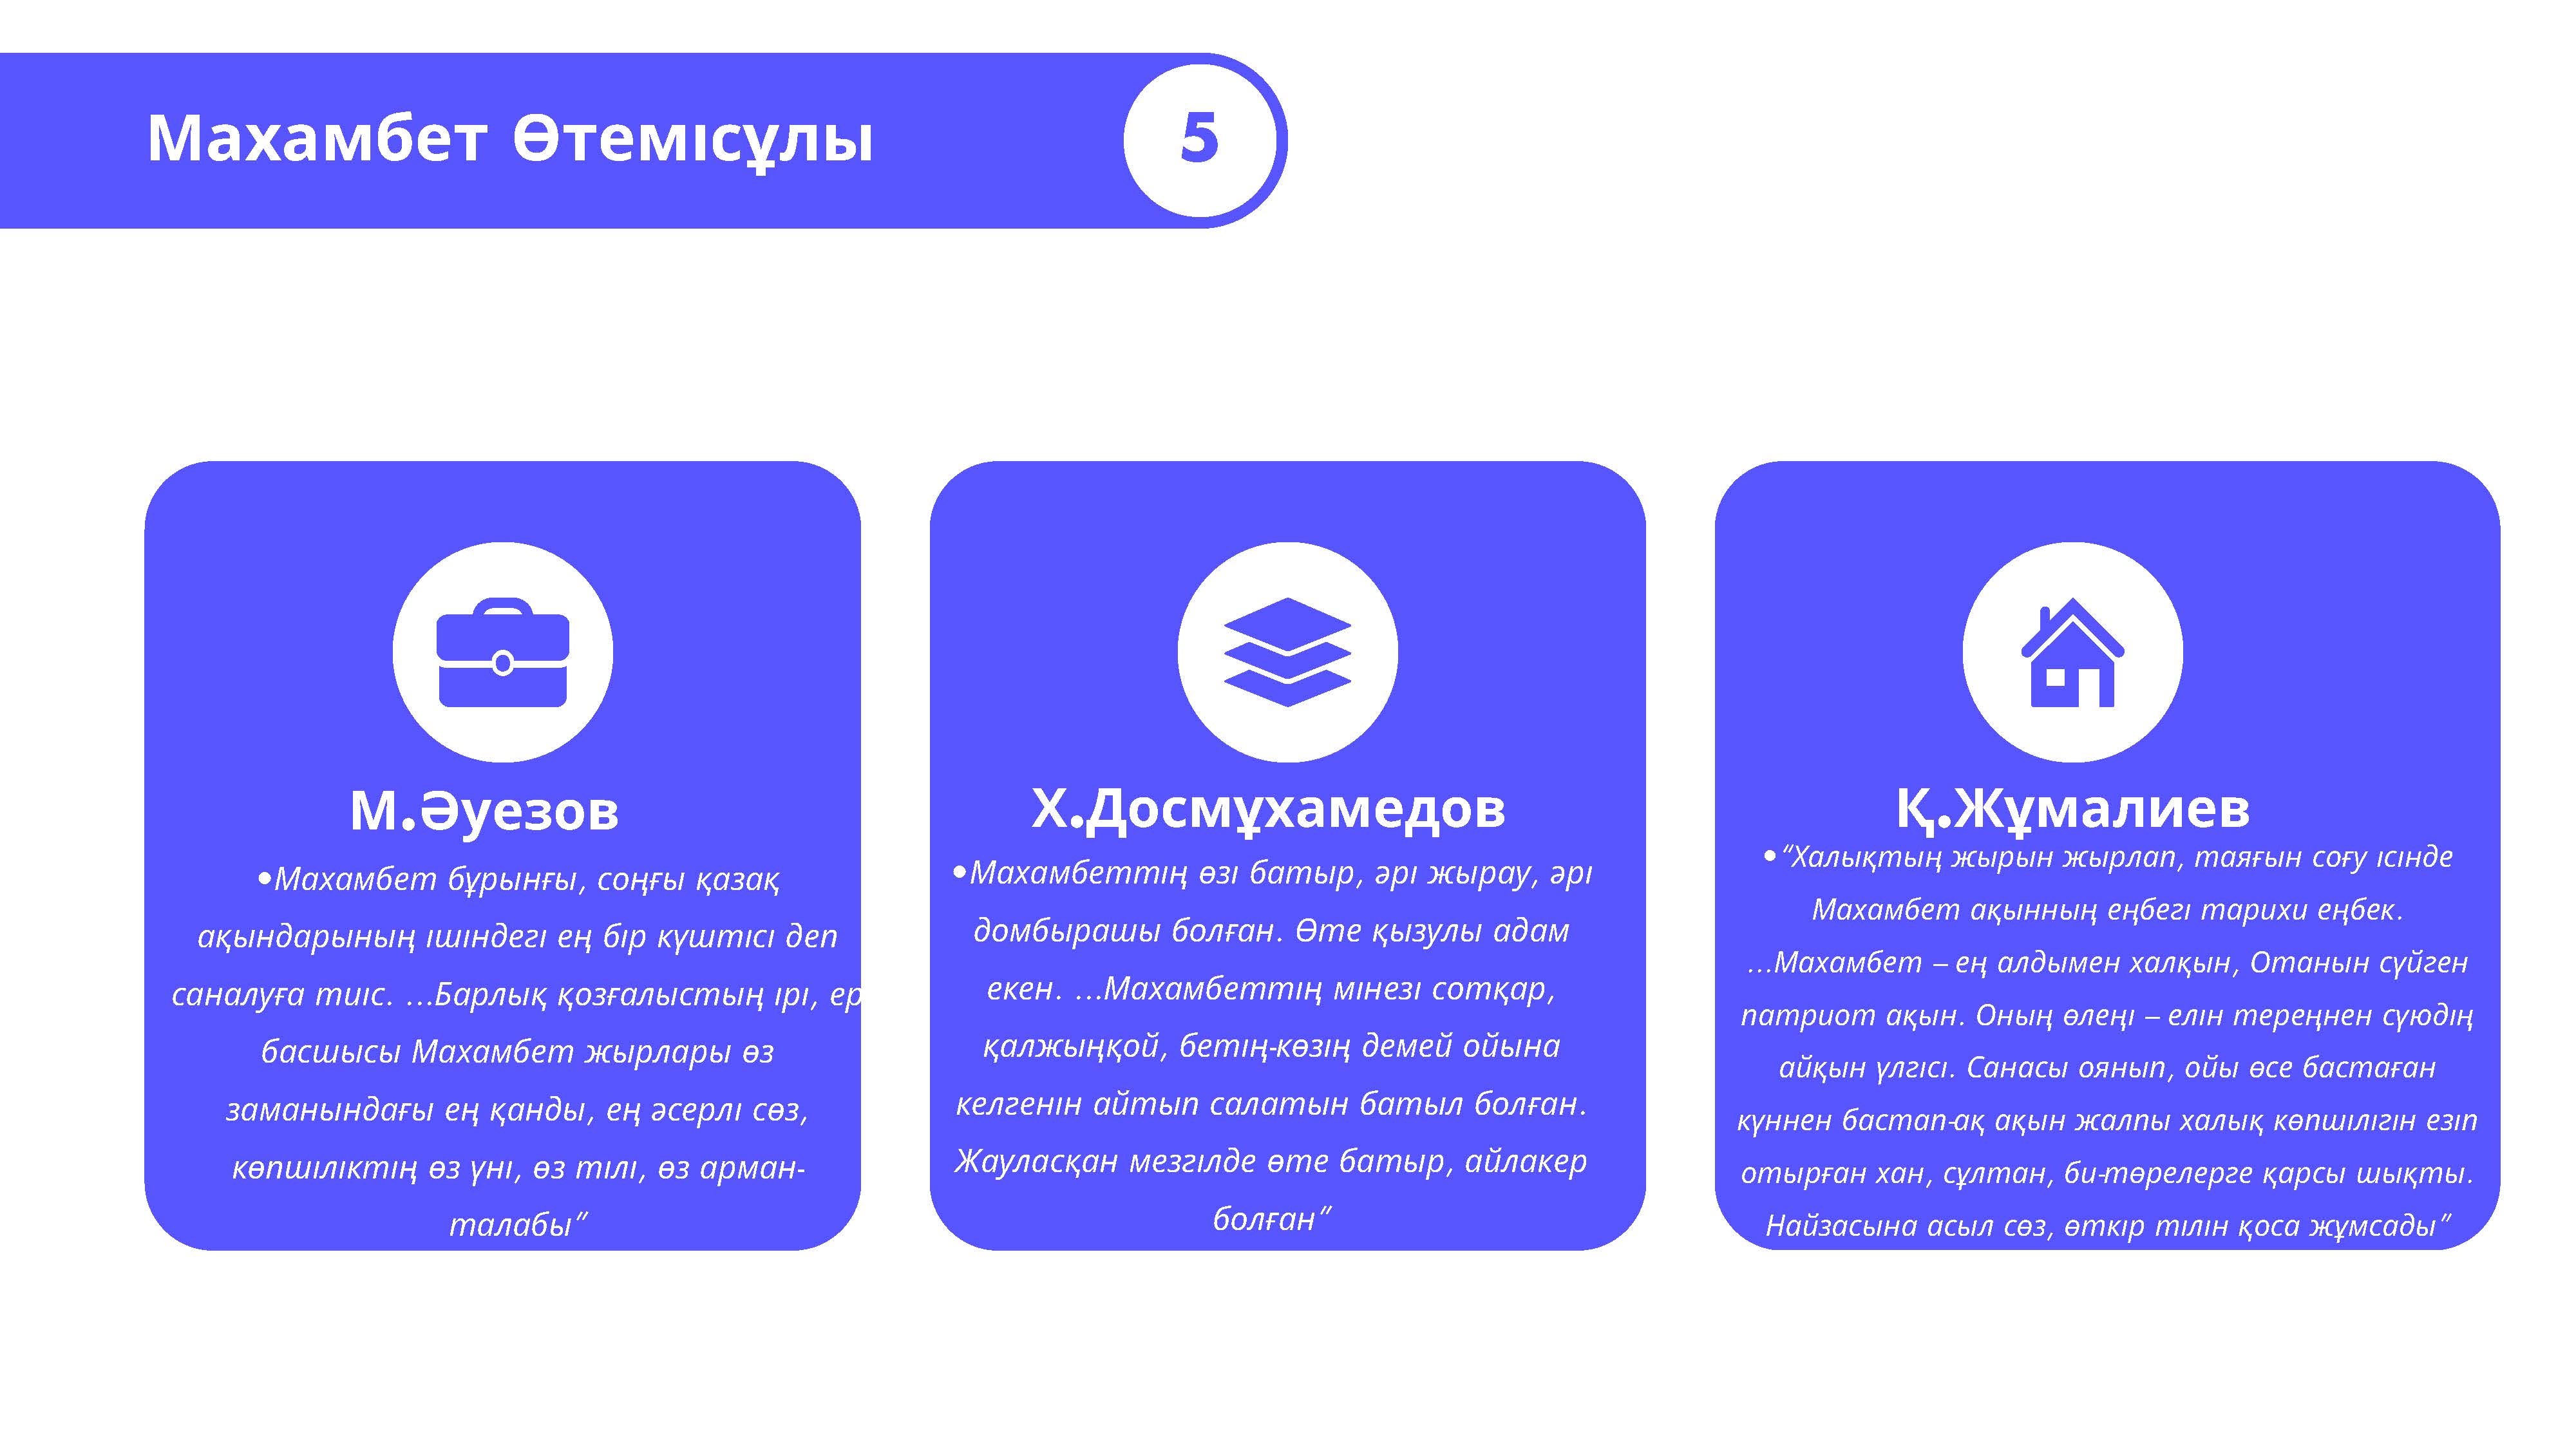 Махамбет Өтемісұлы
5
М.Әуезов
•Махамбет бұрынғы, соңғы қазақ
ақындарының ішіндегі ең бір күштісі деп
саналуға тиіс. ...Барлық қозғалыстың ірі, ер
басшысы Махамбет жырлары өз
заманындағы ең қанды, ең әсерлі сөз,
көпшіліктің өз үні, өз тілі, өз арман-
талабы”
Х.Досмұхамедов
•Махамбеттің өзі батыр, әрі жырау, әрі
домбырашы болған. Өте қызулы адам
екен. ...Махамбеттің мінезі сотқар,
қалжыңқой, бетің-көзің демей ойына
келгенін айтып салатын батыл болған.
Жауласқан мезгілде өте батыр, айлакер
болған”
Қ.Жұмалиев
•“Халықтың жырын жырлап, таяғын соғу ісінде
Махамбет ақынның еңбегі тарихи еңбек.
...Махамбет – ең алдымен халқын, Отанын сүйген
патриот ақын. Оның өлеңі – елін тереңнен сүюдің
айқын үлгісі. Санасы оянып, ойы өсе бастаған
күннен бастап-ақ ақын жалпы халық көпшілігін езіп
отырған хан, сұлтан, би-төрелерге қарсы шықты.
Найзасына асыл сөз, өткір тілін қоса жұмсады”